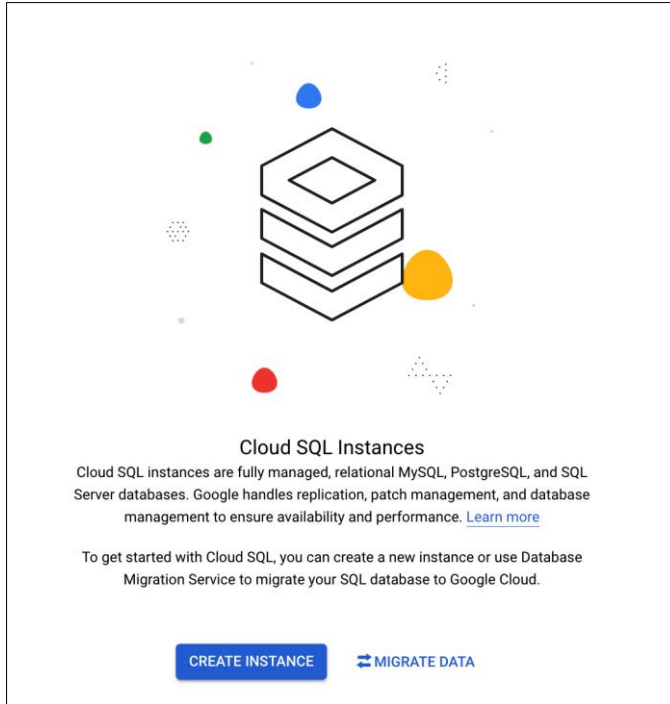 Cloud SQL Instances
Cloud SQL instances are fully managed, relational MySQL, PostgreSQL, and SQL
Server databases. Google handles replication, patch management, and database
management to ensure availability and performance. Learn more
To get started with Cloud SQL, you can create a new instance or use Database
Migration Service to migrate your SQL database to Google Cloud.
CREATE INSTANCE MIGRATE DATA